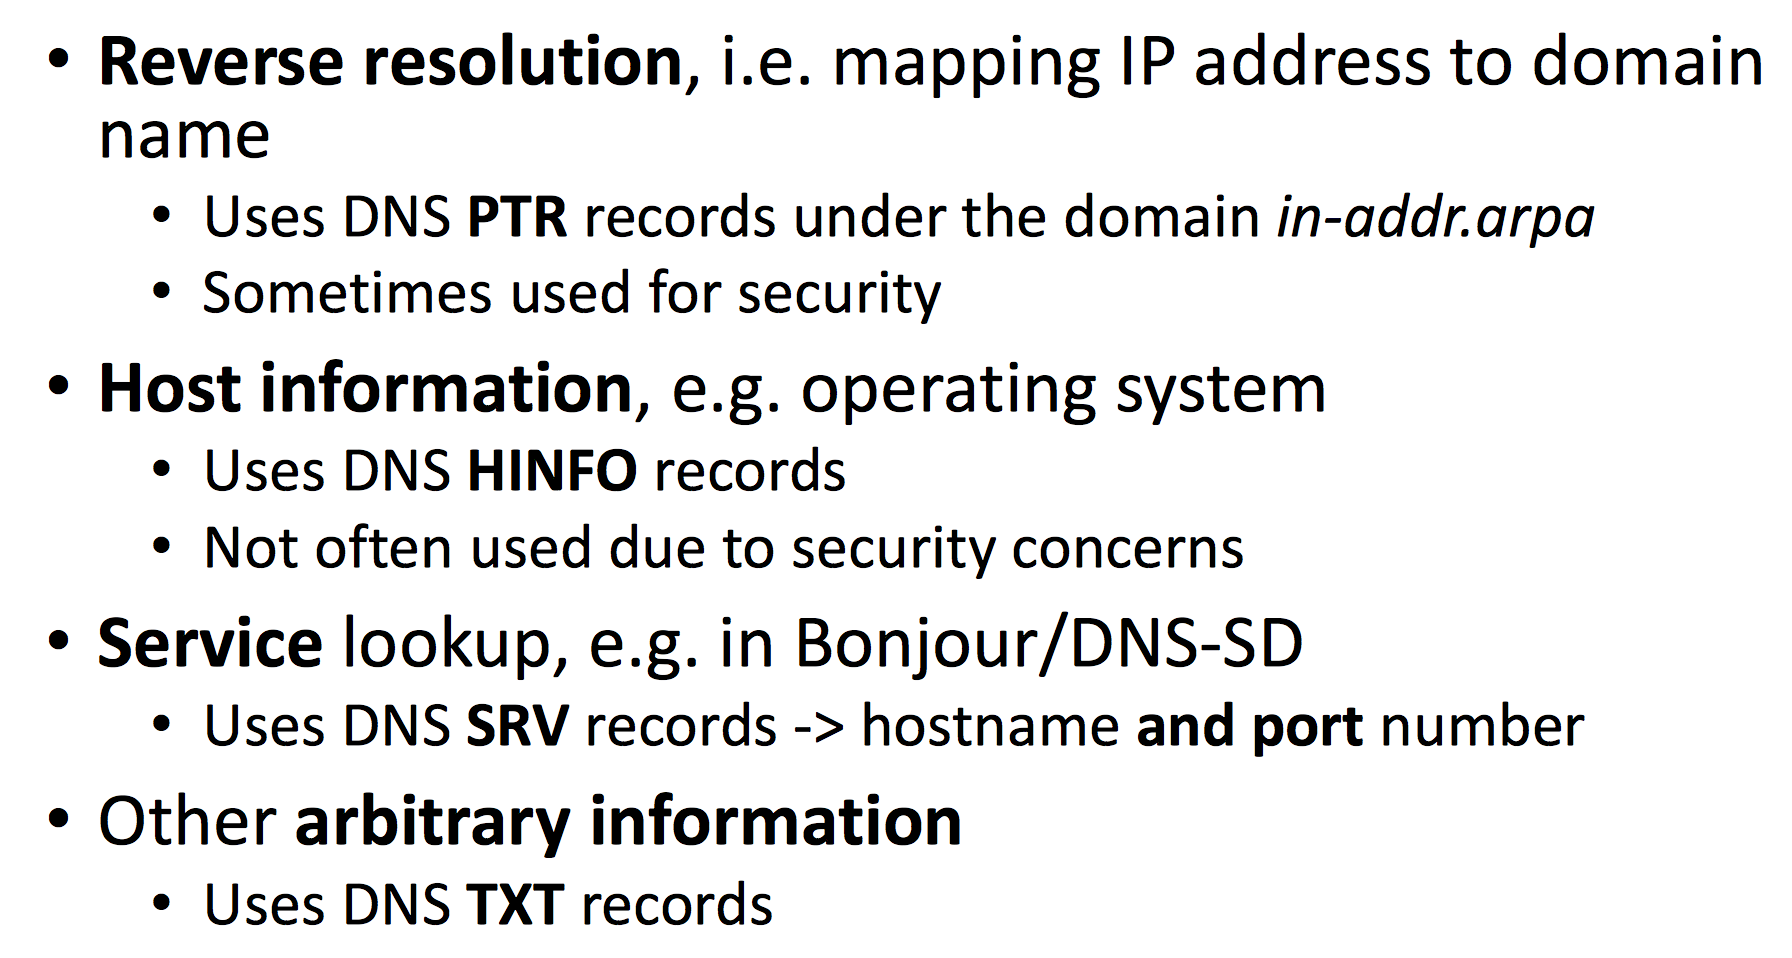 • Reverse resolution, i.e. mapping IP address to domain
name
• Uses DNS PTR records under the domain in-addr.arpa
• Sometimes used for security
• Host information, e.g. operating system
• Uses DNS HINFO records
• Not often used due to security concerns
• Service lookup, e.g. in Bonjour/DNS-SD
• Uses DNS SRV records -> hostname and port number
• Other arbitrary information
• Uses DNS TXT records